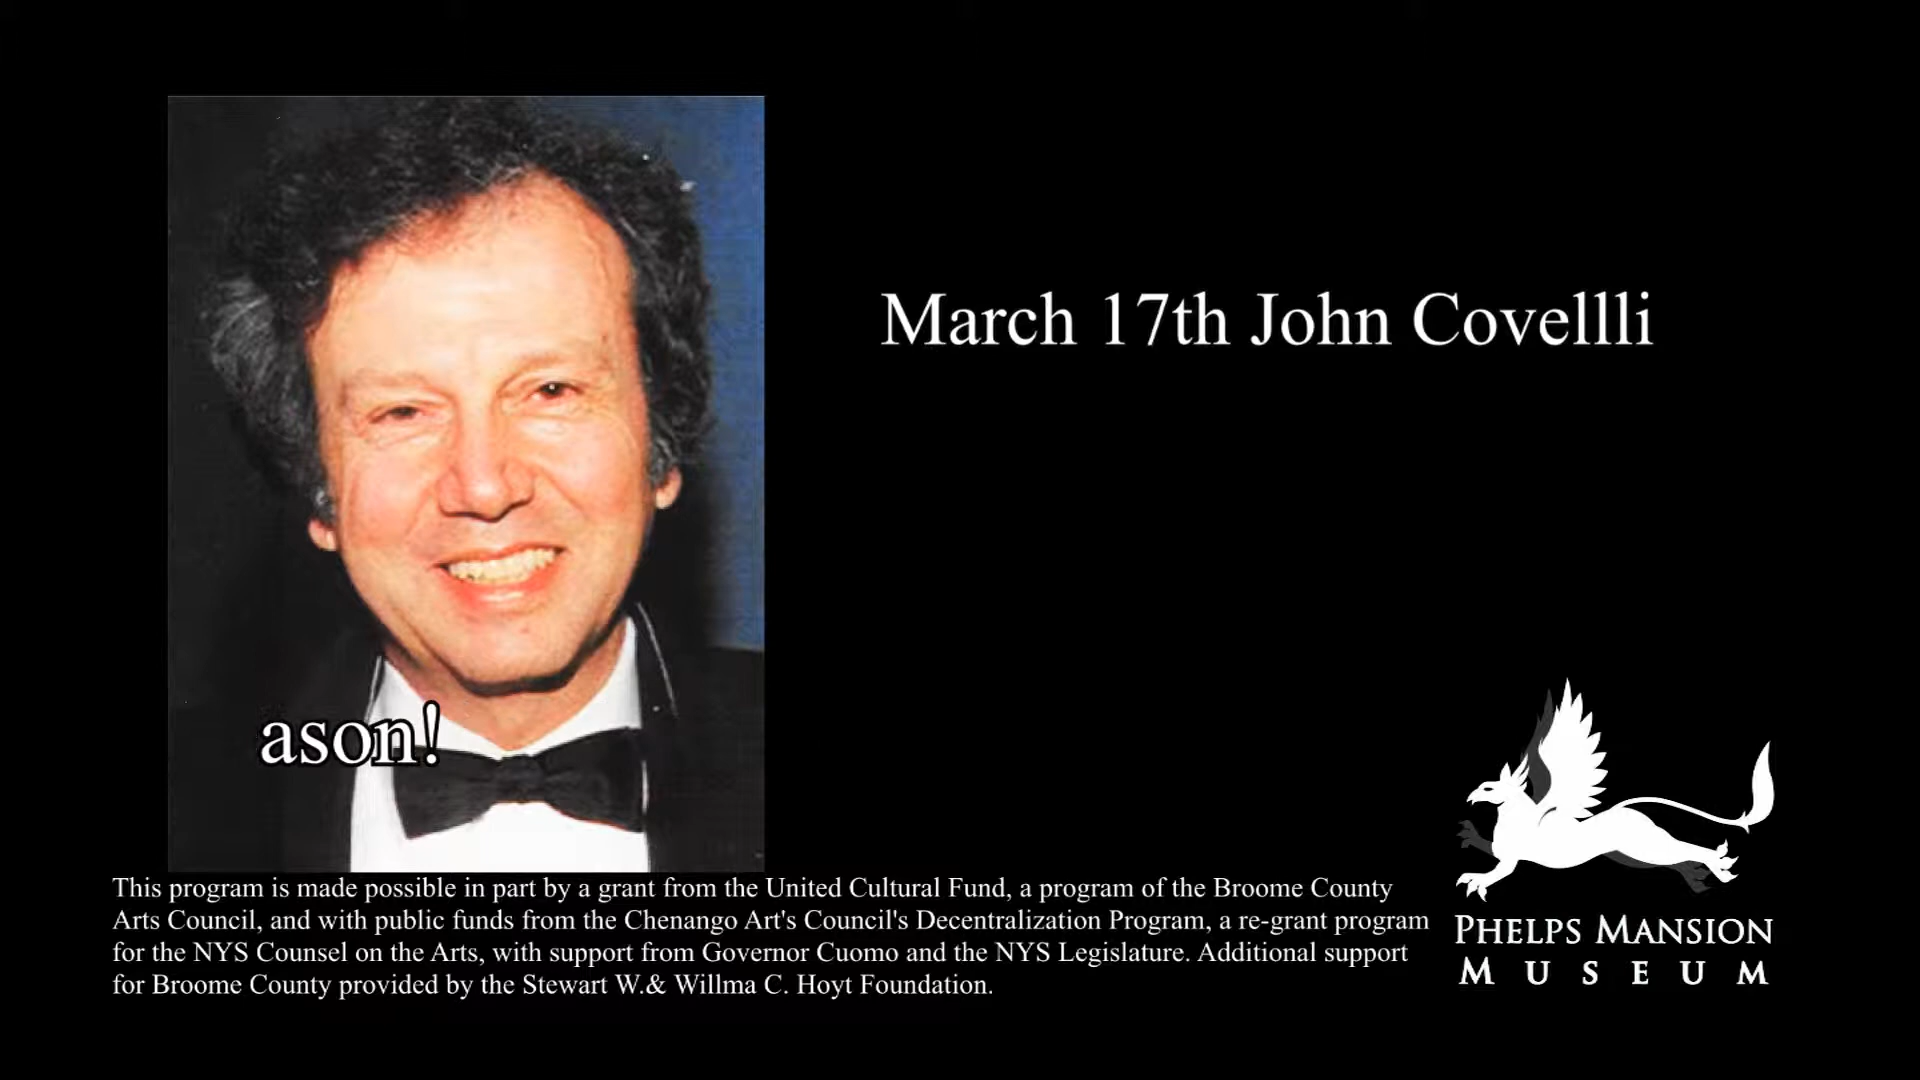 March 17th John Covellli
ason!
This program is made possible in part by a grant from the United Cultural Fund, a program of the Broome County
Arts Council, and with public funds from the Chenango Art's Council's Decentralization Program, a re-grant program
for the NYS Counsel on the Arts, with support from Governor Cuomo and the NYS Legislature. Additional support
for Broome County provided by the Stewart W.& Willma C. Hoyt Foundation.
PHELPS MANSION
MUSEUM